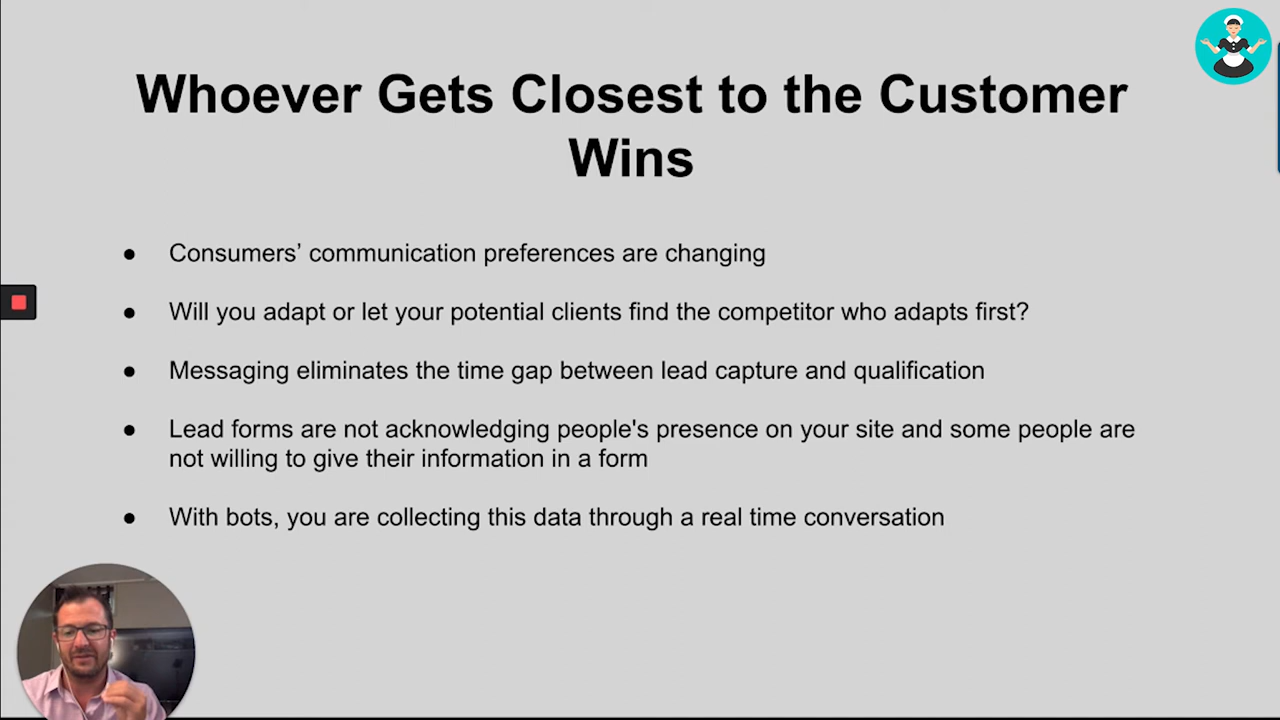 Whoever Gets Closest to the Customer
Wins
● Consumers’ communication preferences are changing
● Will you adapt or let your potential clients find the competitor who adapts first?
● Messaging eliminates the time gap between lead capture and qualification
● Lead forms are not acknowledging people's presence on your site and some people are
not willing to give their information in a form
● With bots, you are collecting this data through a real time conversation